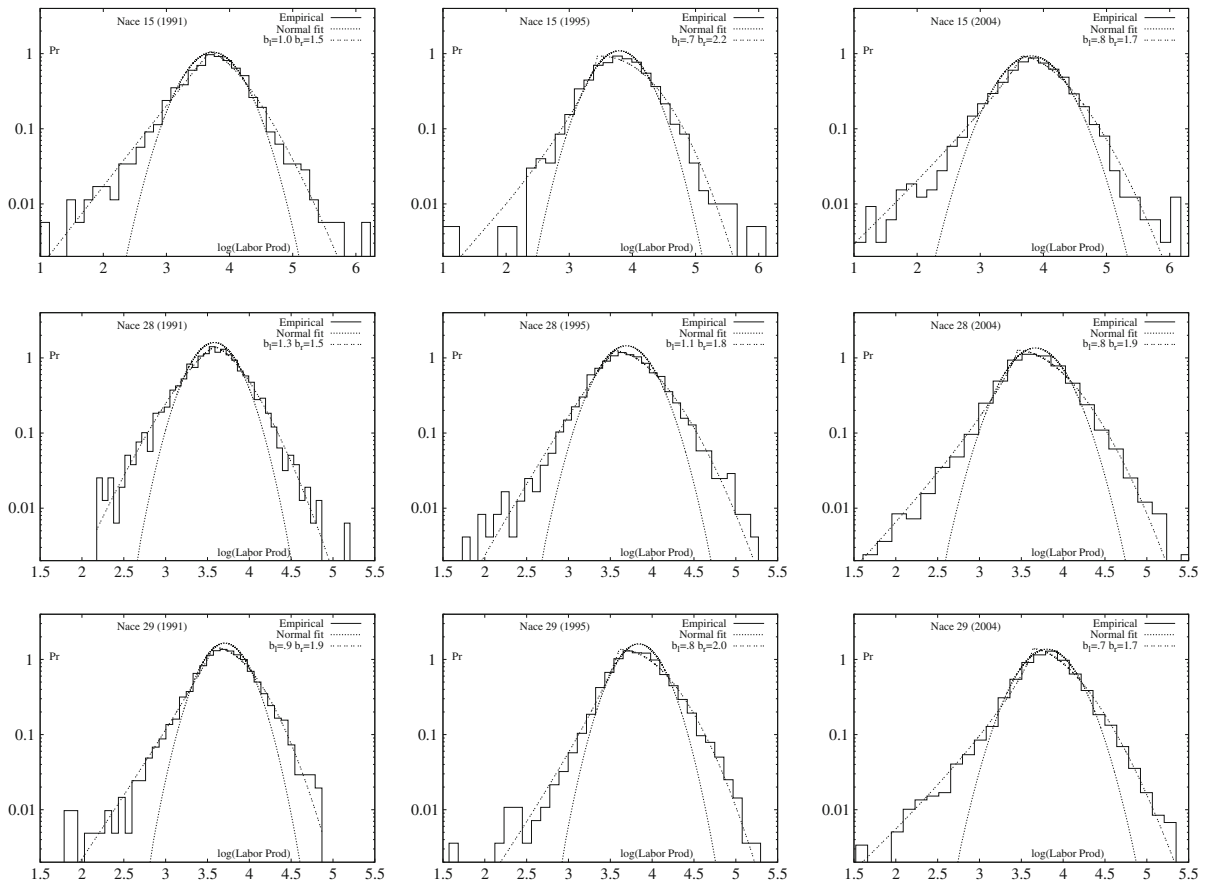 Nace 15 (1991)
Empirical
Normal fit
b_l=1.0 b_r=1.5
Pr
1
0.1
0.01
log(Labor Prod)
1 2 3 4 5 6
Nace 15 (1995)
Empirical
Normal fit
b_l=.7 b_r=2.2
Pr
1
0.1
0.01
log(Labor Prod)
1 2 3 4 5 6
Nace 15 (2004)
Empirical
Normal fit
b_l=.8 b_r=1.7
Pr
1
0.1
0.01
log(Labor Prod)
1 2 3 4 5 6
Nace 28 (1991)
Empirical
Normal fit
b_l=1.3 b_r=1.5
Pr
1
0.1
0.01
log(Labor Prod)
1.5 2 2.5 3 3.5 4 4.5 5 5.5
Nace 28 (1995)
Empirical
Normal fit
b_l=1.1 b_r=1.8
Pr
1
0.1
0.01
log(Labor Prod)
1.5 2 2.5 3 3.5 4 4.5 5 5.5
Nace 28 (2004)
Empirical
Normal fit
b_l=.8 b_r=1.9
Pr
1
0.1
0.01
log(Labor Prod)
1.5 2 2.5 3 3.5 4 4.5 5 5.5
Nace 29 (1991)
Empirical
Normal fit
b_l=.9 b_r=1.9
Pr
1
0.1
0.01
log(Labor Prod)
1.5 2 2.5 3 3.5 4 4.5 5 5.5
Nace 29 (1995)
Empirical
Normal fit
b_l=.8 b_r=2.0
Pr
1
0.1
0.01
log(Labor Prod)
1.5 2 2.5 3 3.5 4 4.5 5 5.5
Nace 29 (2004)
Empirical
Normal fit
b_l=.7 b_r=1.7
Pr
1
0.1
0.01
log(Labor Prod)
1.5 2 2.5 3 3.5 4 4.5 5 5.5